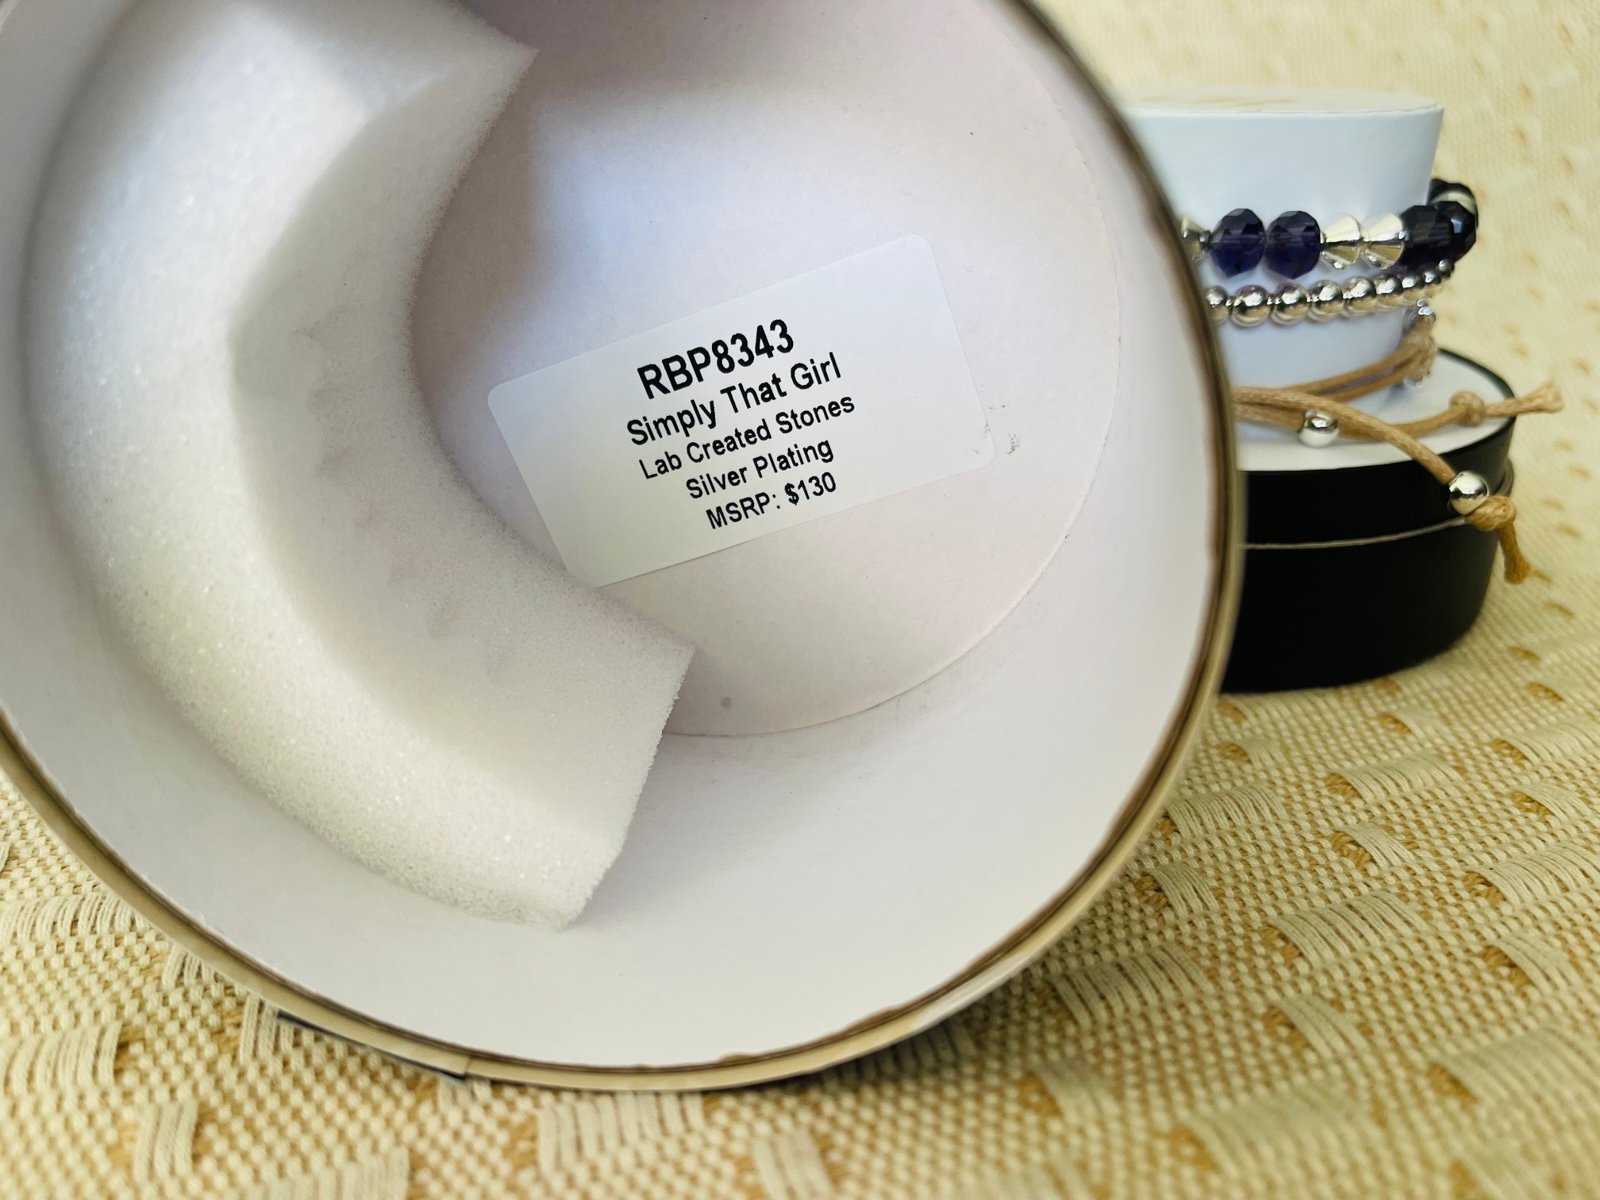 RBP8343
Simply That Girl
Lab Created Stones
Silver Plating
MSRP: $130